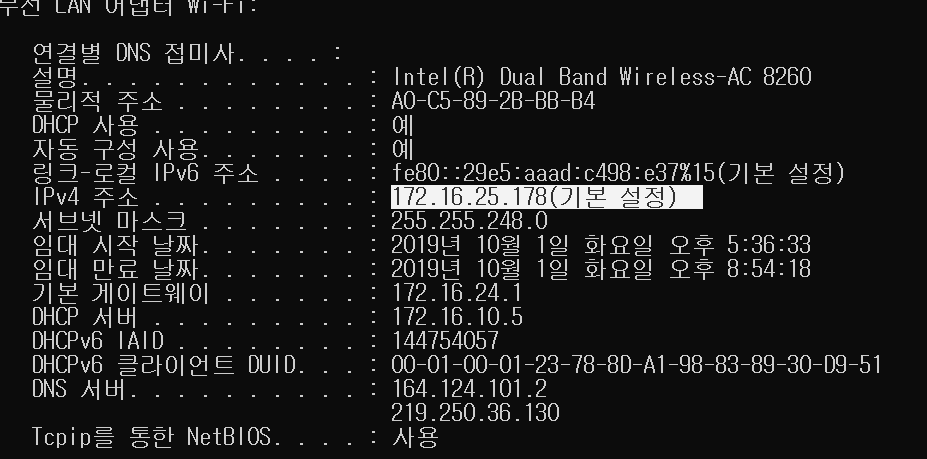 무선 LAN 어댑터 Wi-Fi:
연결별 DNS 접미사. . . . :
설명. . . . . . . . . . . . : Intel(R) Dual Band Wireless-AC 8260
물리적 주소 . . . . . . . . : A0-C5-89-2B-BB-B4
DHCP 사용 . . . . . . . . . : 예
자동 구성 사용. . . . . . . : 예
링크-로컬 IPv6 주소 . . . . : fe80::29e5:aaad:c498:e37%15(기본 설정)
IPv4 주소 . . . . . . . . . : 172.16.25.178(기본 설정)
서브넷 마스크 . . . . . . . : 255.255.248.0
임대 시작 날짜. . . . . . . : 2019년 10월 1일 화요일 오후 5:36:33
임대 만료 날짜. . . . . . . : 2019년 10월 1일 화요일 오후 8:54:18
기본 게이트웨이 . . . . . . : 172.16.24.1
DHCP 서버 . . . . . . . . . : 172.16.10.5
DHCPv6 IAID . . . . . . . . : 144754057
DHCPv6 클라이언트 DUID. . . : 00-01-00-01-23-78-8D-A1-98-83-89-30-D9-51
DNS 서버. . . . . . . . . . : 164.124.101.2
219.250.36.130
Tcpip를 통한 NetBIOS. . . . : 사용